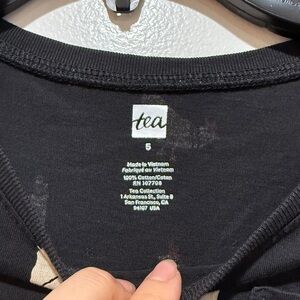 tea
5
Made in Vietnam
Fabriqué au Vietnam
100% Cotton/Coton
RN 107708
Tea Collection
1 Arkansas St., Suite B
San Francisco, CA
94107 USA